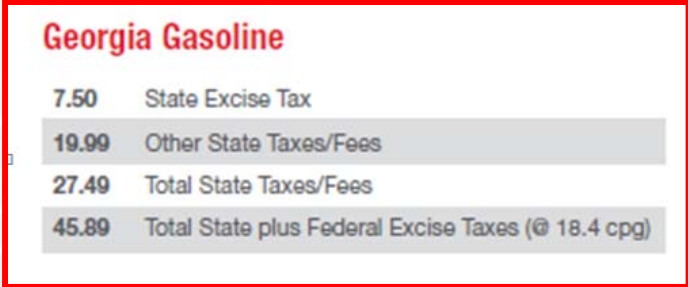 Georgia Gasoline
7.50 State Excise Tax
19.99 Other State Taxes/Fees
27.49 Total State Taxes/Fees
45.89 Total State plus Federal Excise Taxes (@ 18.4 cpg)